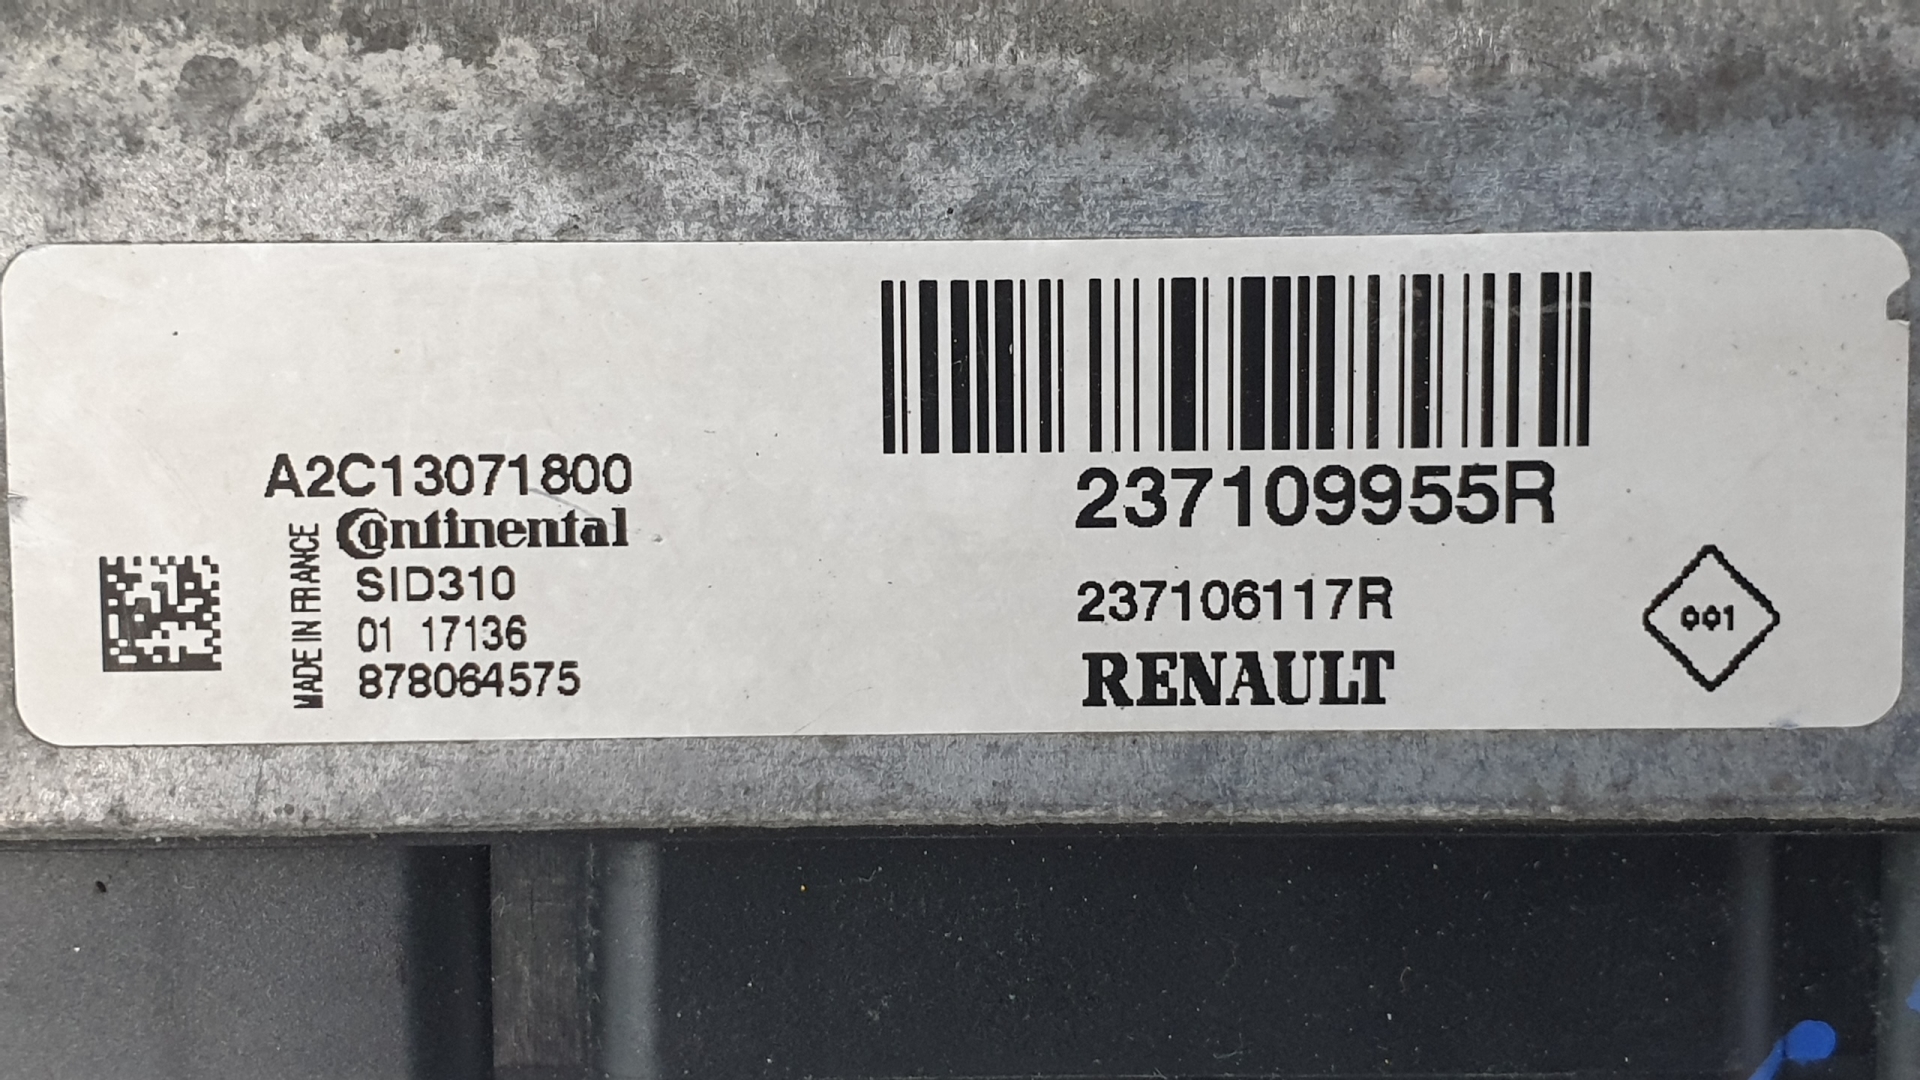 A2C13071800
Continental
MADE IN FRANCE
SID310
01 17136
878064575
237109955R
237106117R
RENAULT
001